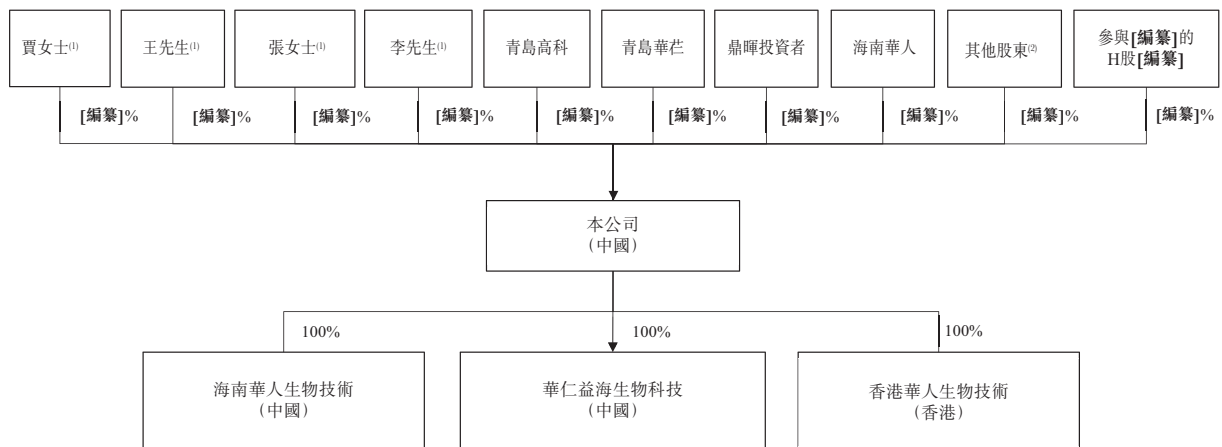 賈女士(1)
王先生(1)
張女士(1)
李先生(1)
青島高科
青島華芢
鼎暉投資者
海南華人
其他股東(2)
參與[編纂]的
H股[編纂]
[編纂]%
[編纂]%
[編纂]%
[編纂]%
[編纂]%
[編纂]%
[編纂]%
[編纂]%
[編纂]%
[編纂]%
本公司
(中國)
100%
100%
100%
海南華人生物技術
(中國)
華仁益海生物科技
(中國)
香港華人生物技術
(香港)